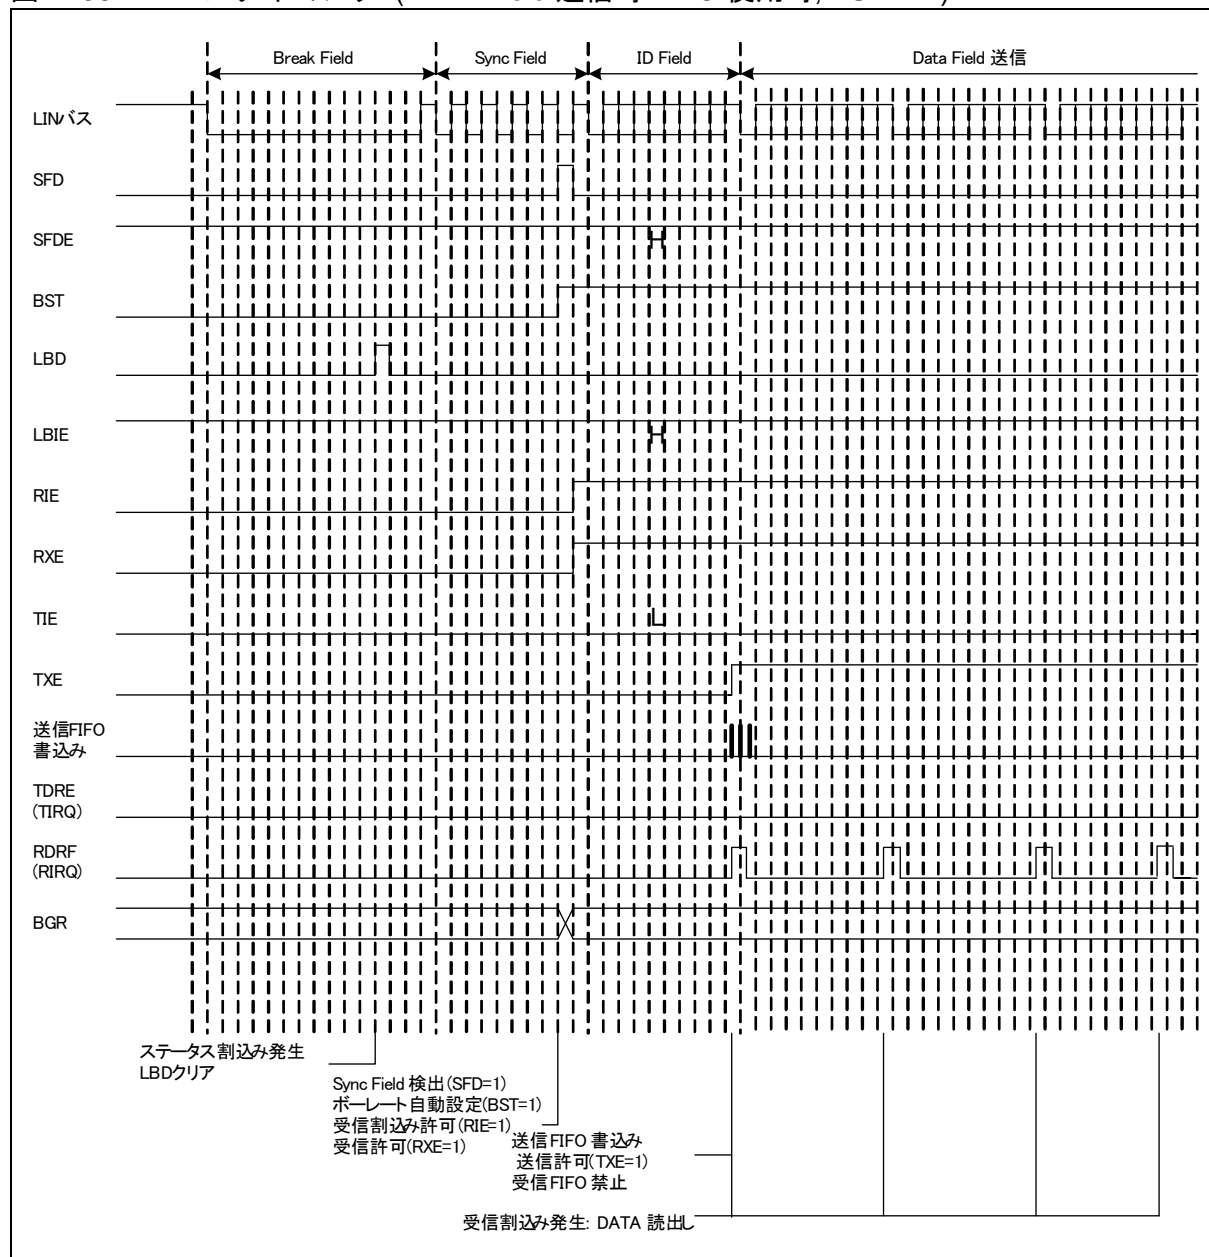 Break Field Sync Field ID Field Data Field 送信
LINバス
SFD
SFDE H
BST
LBD
LBIE H
RIE
RXE
TIE L
TXE
送信FIFO
書込み
TDRE
(TIRQ)
RDRF
(RIRQ)
BGR
ステータス割込み発生
LBDクリア
Sync Field 検出(SFD=1)
ボーレート自動設定(BST=1)
受信割込み許可(RIE=1)
受信許可(RXE=1)
送信FIFO 書込み
送信許可(TXE=1)
受信FIFO 禁止
受信割込み発生: DATA 読出し